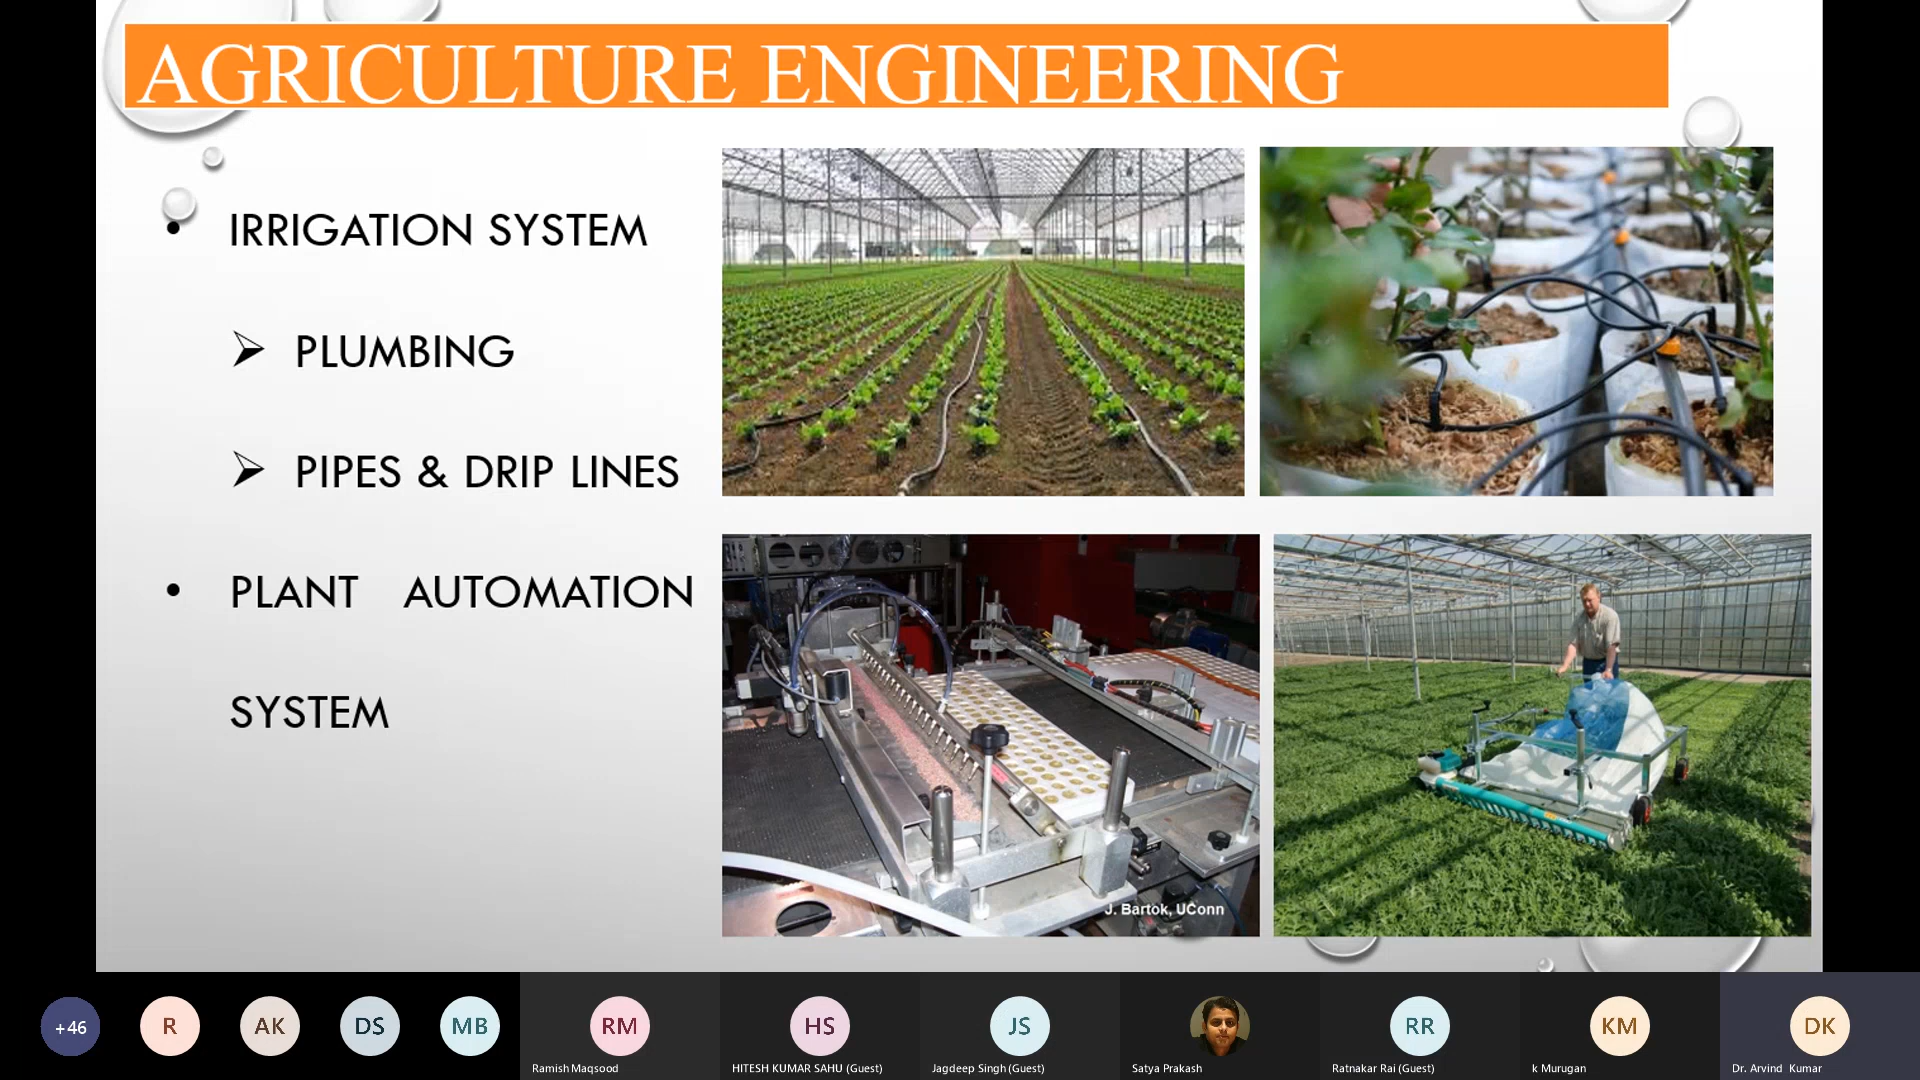 AGRICULTURE ENGINEERING
• IRRIGATION SYSTEM
➢ PLUMBING
➢ PIPES & DRIP LINES
• PLANT AUTOMATION
SYSTEM
J. Bartok, UConn
+46
R
AK
DS
MB
RM
HS
JS
RR
KM
DK
Ramish Maqsood
HITESH KUMAR SAHU (Guest)
Jagdeep Singh (Guest)
Satya Prakash
Ratnakar Rai (Guest)
k Murugan
Dr. Arvind Kumar